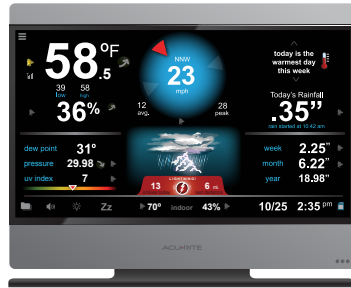 58.5°F
39 58
low high
36%
NNW
23
mph
12 28
avg. peak
today is the
warmest day
this week
Today's Rainfall
.35”
rain started at 10:42 am
dew point 31°
pressure 29.98
uv index 7
LIGHTNING!
13 6 m
week 2.25”
month 6.22”
year 18.98”
Zz
70° indoor 43%
10/25 2:35 pm
ACURITE